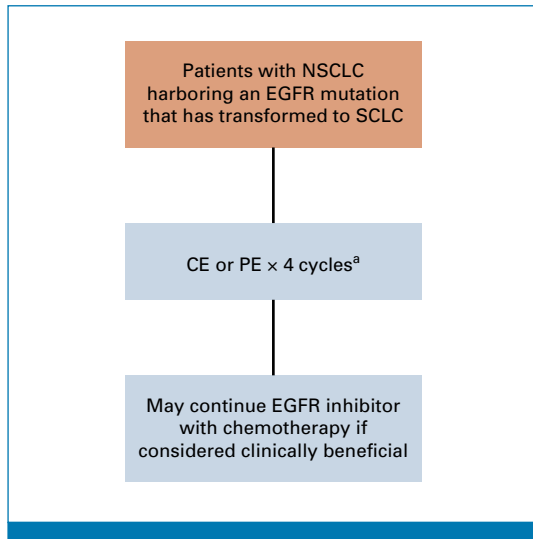 Patients with NSCLC
harboring an EGFR mutation
that has transformed to SCLC
CE or PE × 4 cyclesᵃ
May continue EGFR inhibitor
with chemotherapy if
considered clinically beneficial